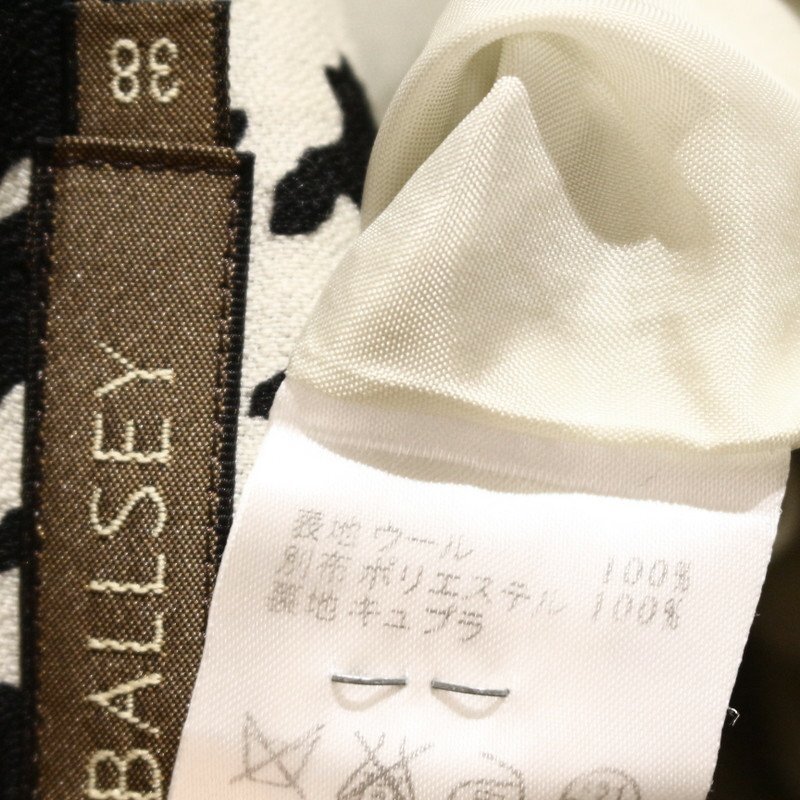 38
BALLSEY
表地 ウール 100%
別布 ポリエステル 100%
裏地 キュプラ